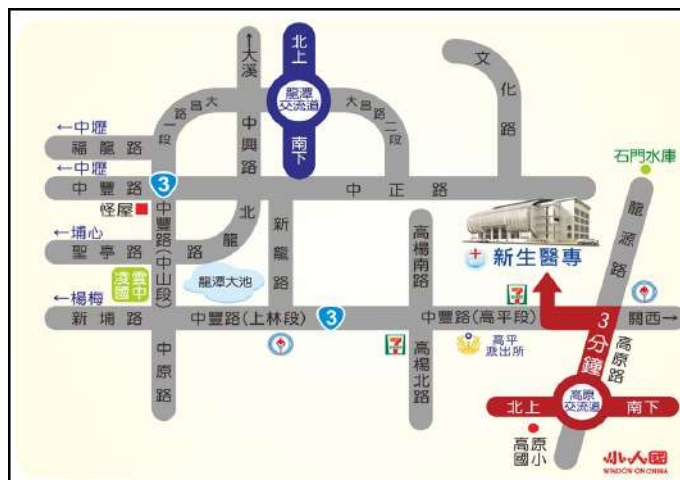 ←大溪
北上
龍潭
交流道
南下
文化路
大昌路一段
大昌路二段
中興路
←中壢
福龍路
←中壢
中豐路
3
中正路
石門水庫
怪屋
←埔心
聖亭路
北龍路
中豐路(中山段)
新龍路
高楊南路
龍源路
新生醫專
凌雲
國中
龍潭大池
←楊梅
新埔路
中豐路(上林段)
3
中豐路(高平段)
7
ELEVEN
關西→
3分鐘
高原路
中原路
7
ELEVEN
高平
派出所
高楊北路
北上
高原
交流道
南下
高原
國小
小人國
WINDOW ON CHINA